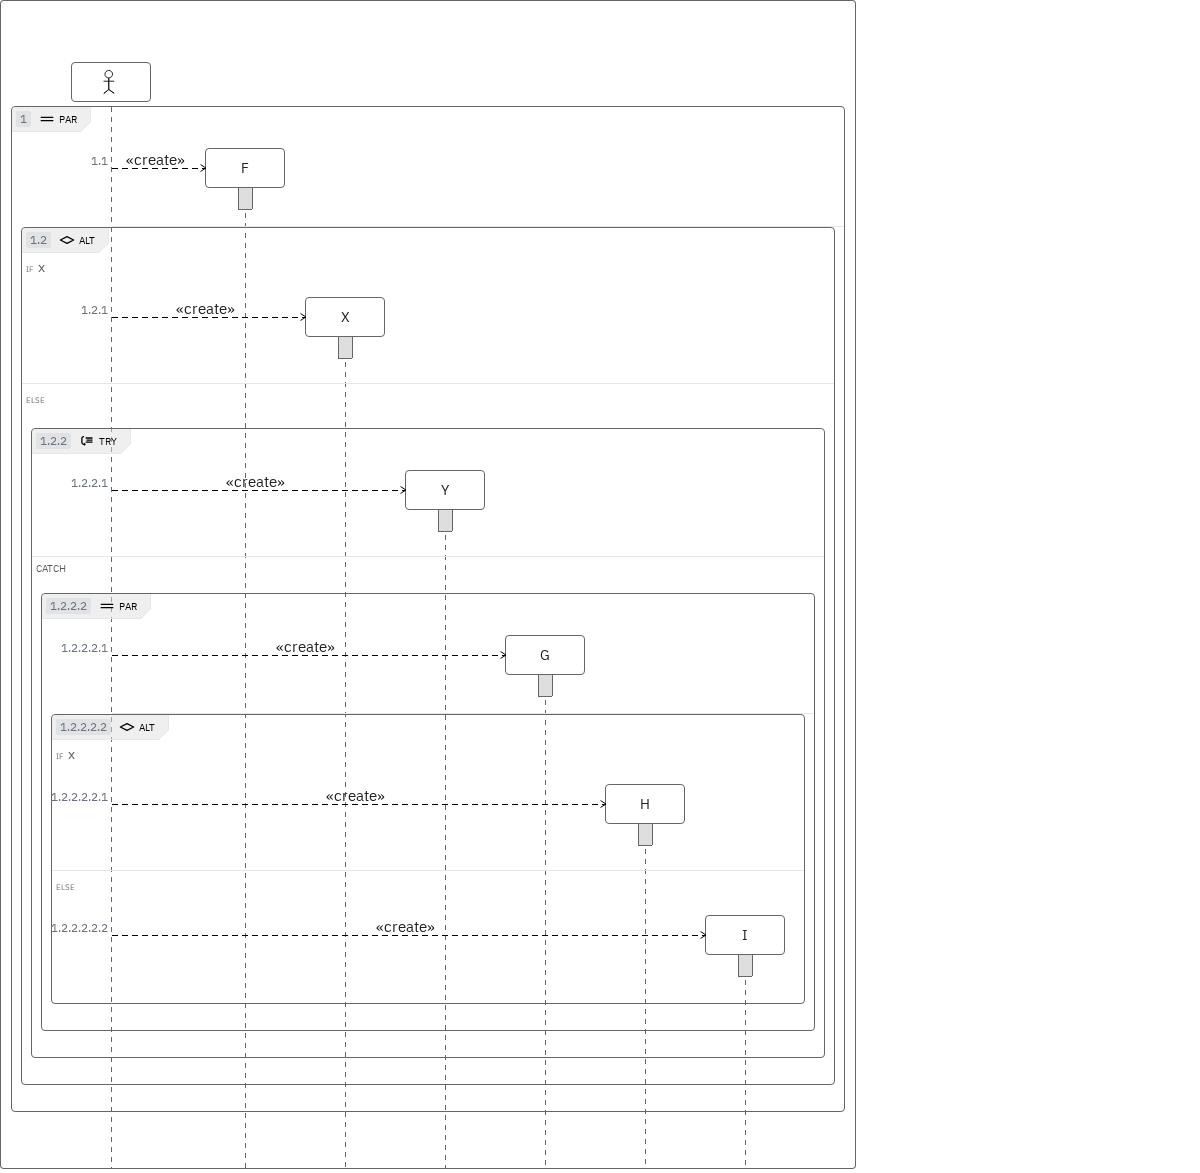 1 PAR
1.1 «create» F
1.2 ALT
IF X
1.2.1 «create» X
ELSE
1.2.2 TRY
1.2.2.1 «create» Y
CATCH
1.2.2.2 PAR
1.2.2.2.1 «create» G
1.2.2.2.2 ALT
IF X
1.2.2.2.2.1 «create» H
ELSE
1.2.2.2.2.2 «create» I